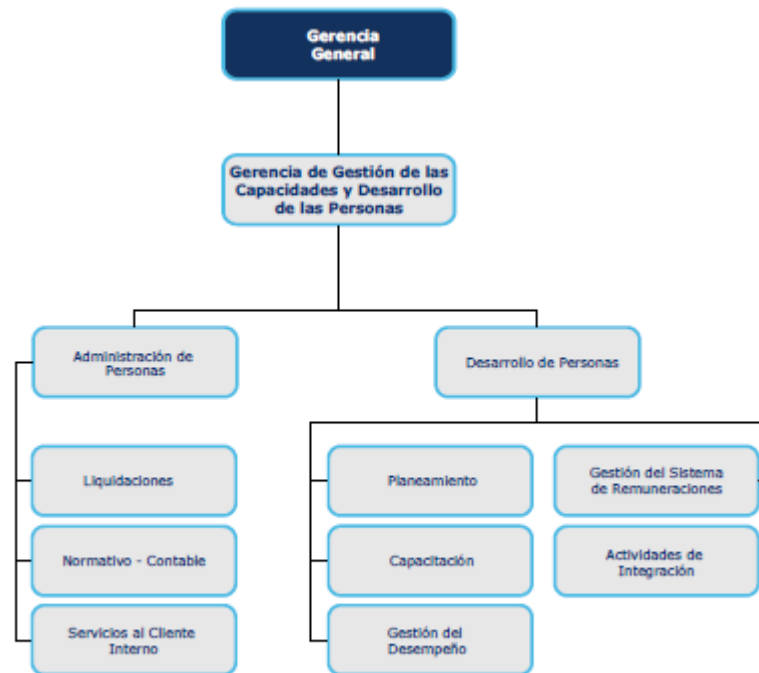 Gerencia
General
Gerencia de Gestión de las
Capacidades y Desarrollo
de las Personas
Administración de
Personas
Desarrollo de Personas
Liquidaciones
Planeamiento
Gestión del Sistema
de Remuneraciones
Normativo - Contable
Capacitación
Actividades de
Integración
Servicios al Cliente
Interno
Gestión del
Desempeño